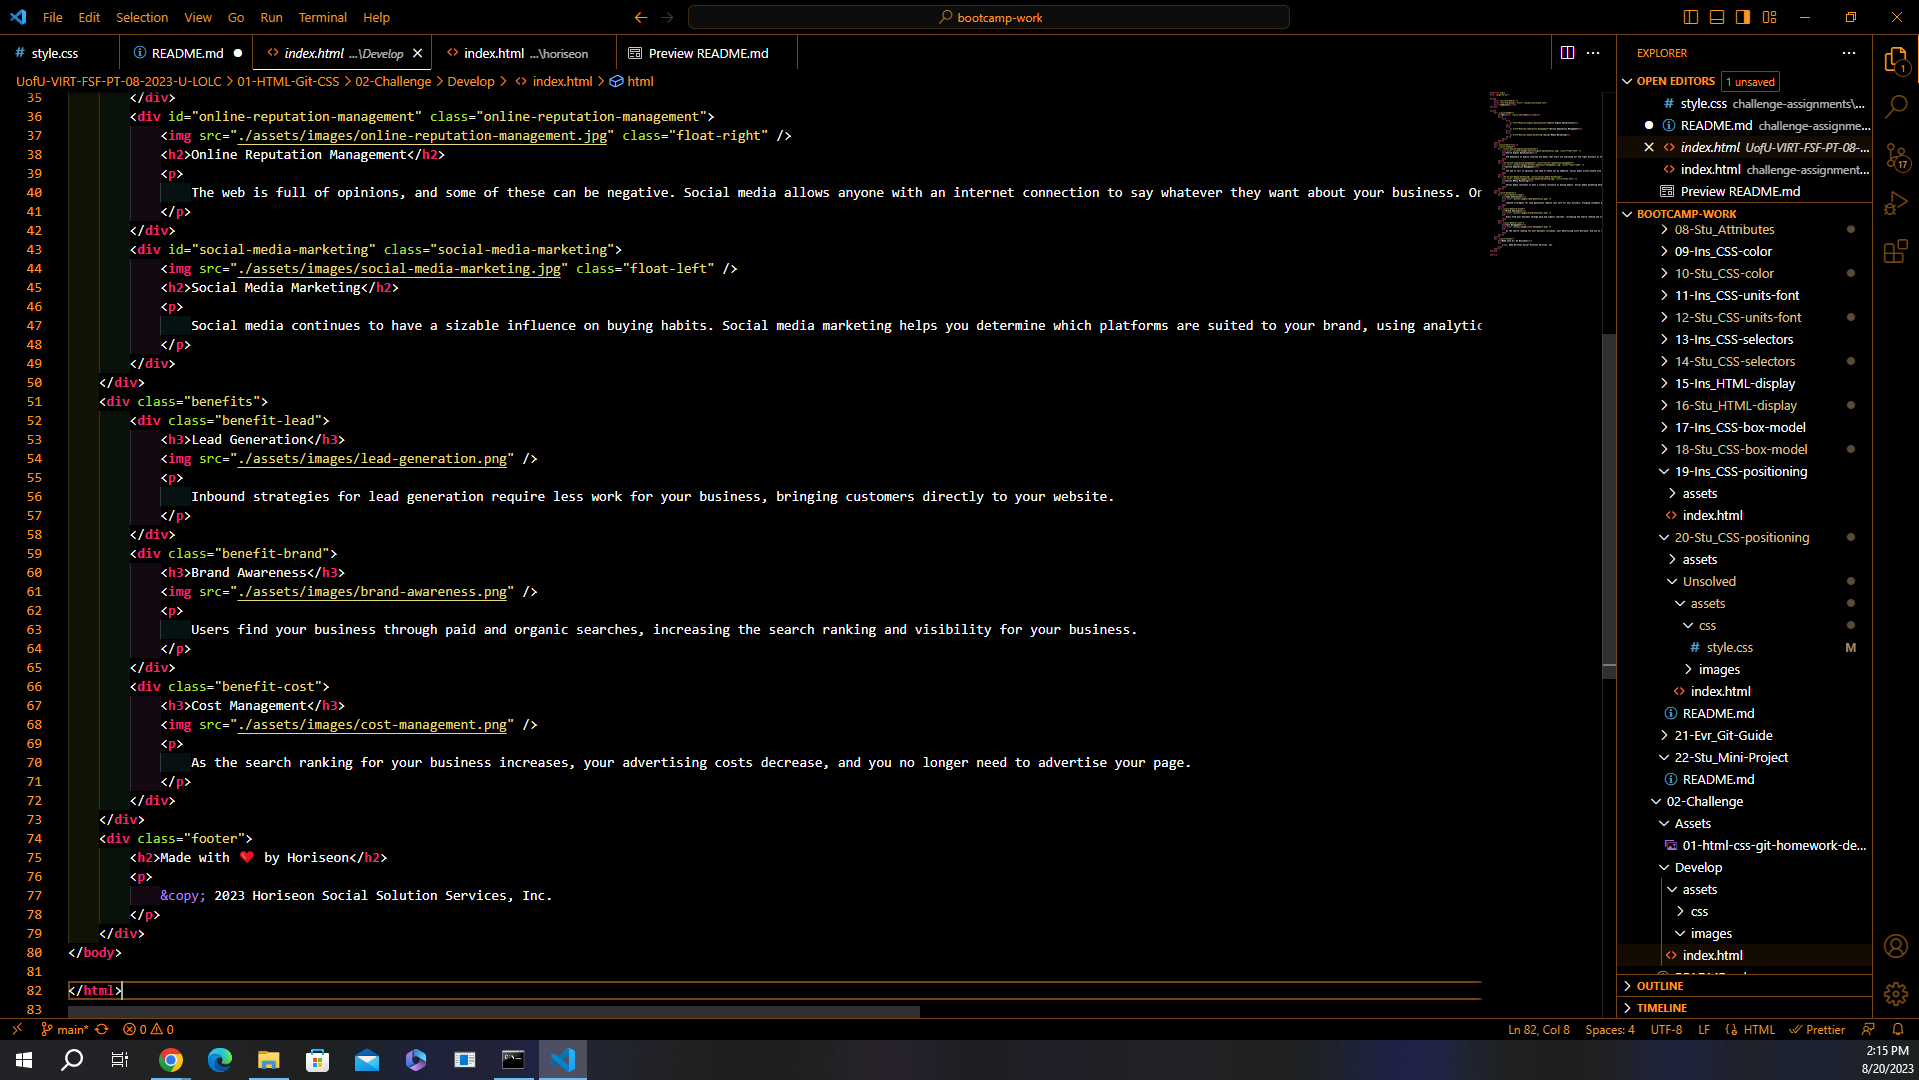 File Edit Selection View Go Run Terminal Help
bootcamp-work
style.css
README.md
index.html ...\Develop
index.html ...\horiseon
Preview README.md
UofU-VIRT-FSF-PT-08-2023-U-LOLC > 01-HTML-Git-CSS > 02-Challenge > Develop > index.html > html
35 </div>
36 <div id="online-reputation-management" class="online-reputation-management">
37 <img src="./assets/images/online-reputation-management.jpg" class="float-right" />
38 <h2>Online Reputation Management</h2>
39 <p>
40 The web is full of opinions, and some of these can be negative. Social media allows anyone with an internet connection to say whatever they want about your business. Or
41 </p>
42 </div>
43 <div id="social-media-marketing" class="social-media-marketing">
44 <img src="./assets/images/social-media-marketing.jpg" class="float-left" />
45 <h2>Social Media Marketing</h2>
46 <p>
47 Social media continues to have a sizable influence on buying habits. Social media marketing helps you determine which platforms are suited to your brand, using analytic
48 </p>
49 </div>
50 </div>
51 <div class="benefits">
52 <div class="benefit-lead">
53 <h3>Lead Generation</h3>
54 <img src="./assets/images/lead-generation.png" />
55 <p>
56 Inbound strategies for lead generation require less work for your business, bringing customers directly to your website.
57 </p>
58 </div>
59 <div class="benefit-brand">
60 <h3>Brand Awareness</h3>
61 <img src="./assets/images/brand-awareness.png" />
62 <p>
63 Users find your business through paid and organic searches, increasing the search ranking and visibility for your business.
64 </p>
65 </div>
66 <div class="benefit-cost">
67 <h3>Cost Management</h3>
68 <img src="./assets/images/cost-management.png" />
69 <p>
70 As the search ranking for your business increases, your advertising costs decrease, and you no longer need to advertise your page.
71 </p>
72 </div>
73 </div>
74 <div class="footer">
75 <h2>Made with ❤️ by Horiseon</h2>
76 <p>
77 &copy; 2023 Horiseon Social Solution Services, Inc.
78 </p>
79 </div>
80 </body>
81
82 </html>
83
EXPLORER
OPEN EDITORS 1 unsaved
style.css challenge-assignments\...
README.md challenge-assignme...
index.html UofU-VIRT-FSF-PT-08-...
index.html challenge-assignment...
Preview README.md
BOOTCAMP-WORK
08-Stu_Attributes
09-Ins_CSS-color
10-Stu_CSS-color
11-Ins_CSS-units-font
12-Stu_CSS-units-font
13-Ins_CSS-selectors
14-Stu_CSS-selectors
15-Ins_HTML-display
16-Stu_HTML-display
17-Ins_CSS-box-model
18-Stu_CSS-box-model
19-Ins_CSS-positioning
assets
index.html
20-Stu_CSS-positioning
assets
Unsolved
assets
css
style.css M
images
index.html
README.md
21-Evr_Git-Guide
22-Stu_Mini-Project
README.md
02-Challenge
Assets
01-html-css-git-homework-de...
Develop
assets
css
images
index.html
OUTLINE
TIMELINE
1
17
main* 0 0
Ln 82, Col 8 Spaces: 4 UTF-8 LF HTML Prettier
2:15 PM
8/20/2023